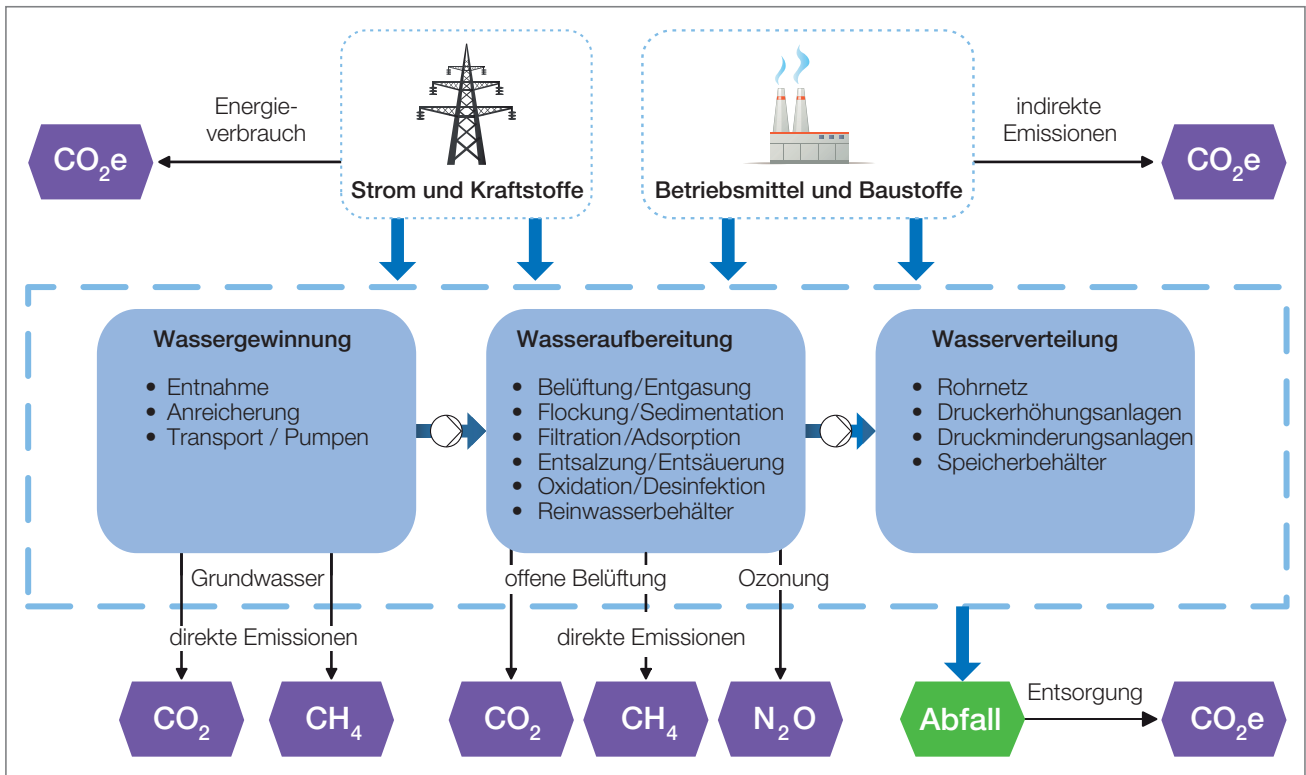 Energie-
verbrauch
CO2e
Strom und Kraftstoffe
Betriebsmittel und Baustoffe
indirekte
Emissionen
CO2e
Wassergewinnung
• Entnahme
• Anreicherung
• Transport / Pumpen
Wasseraufbereitung
• Belüftung/Entgasung
• Flockung/Sedimentation
• Filtration/Adsorption
• Entsalzung/Entsäuerung
• Oxidation/Desinfektion
• Reinwasserbehälter
Wasserverteilung
• Rohrnetz
• Druckerhöhungsanlagen
• Druckminderungsanlagen
• Speicherbehälter
Grundwasser
direkte Emissionen
CO2
CH4
offene Belüftung
Ozonung
direkte Emissionen
CO2
CH4
N2O
Abfall
Entsorgung
CO2e